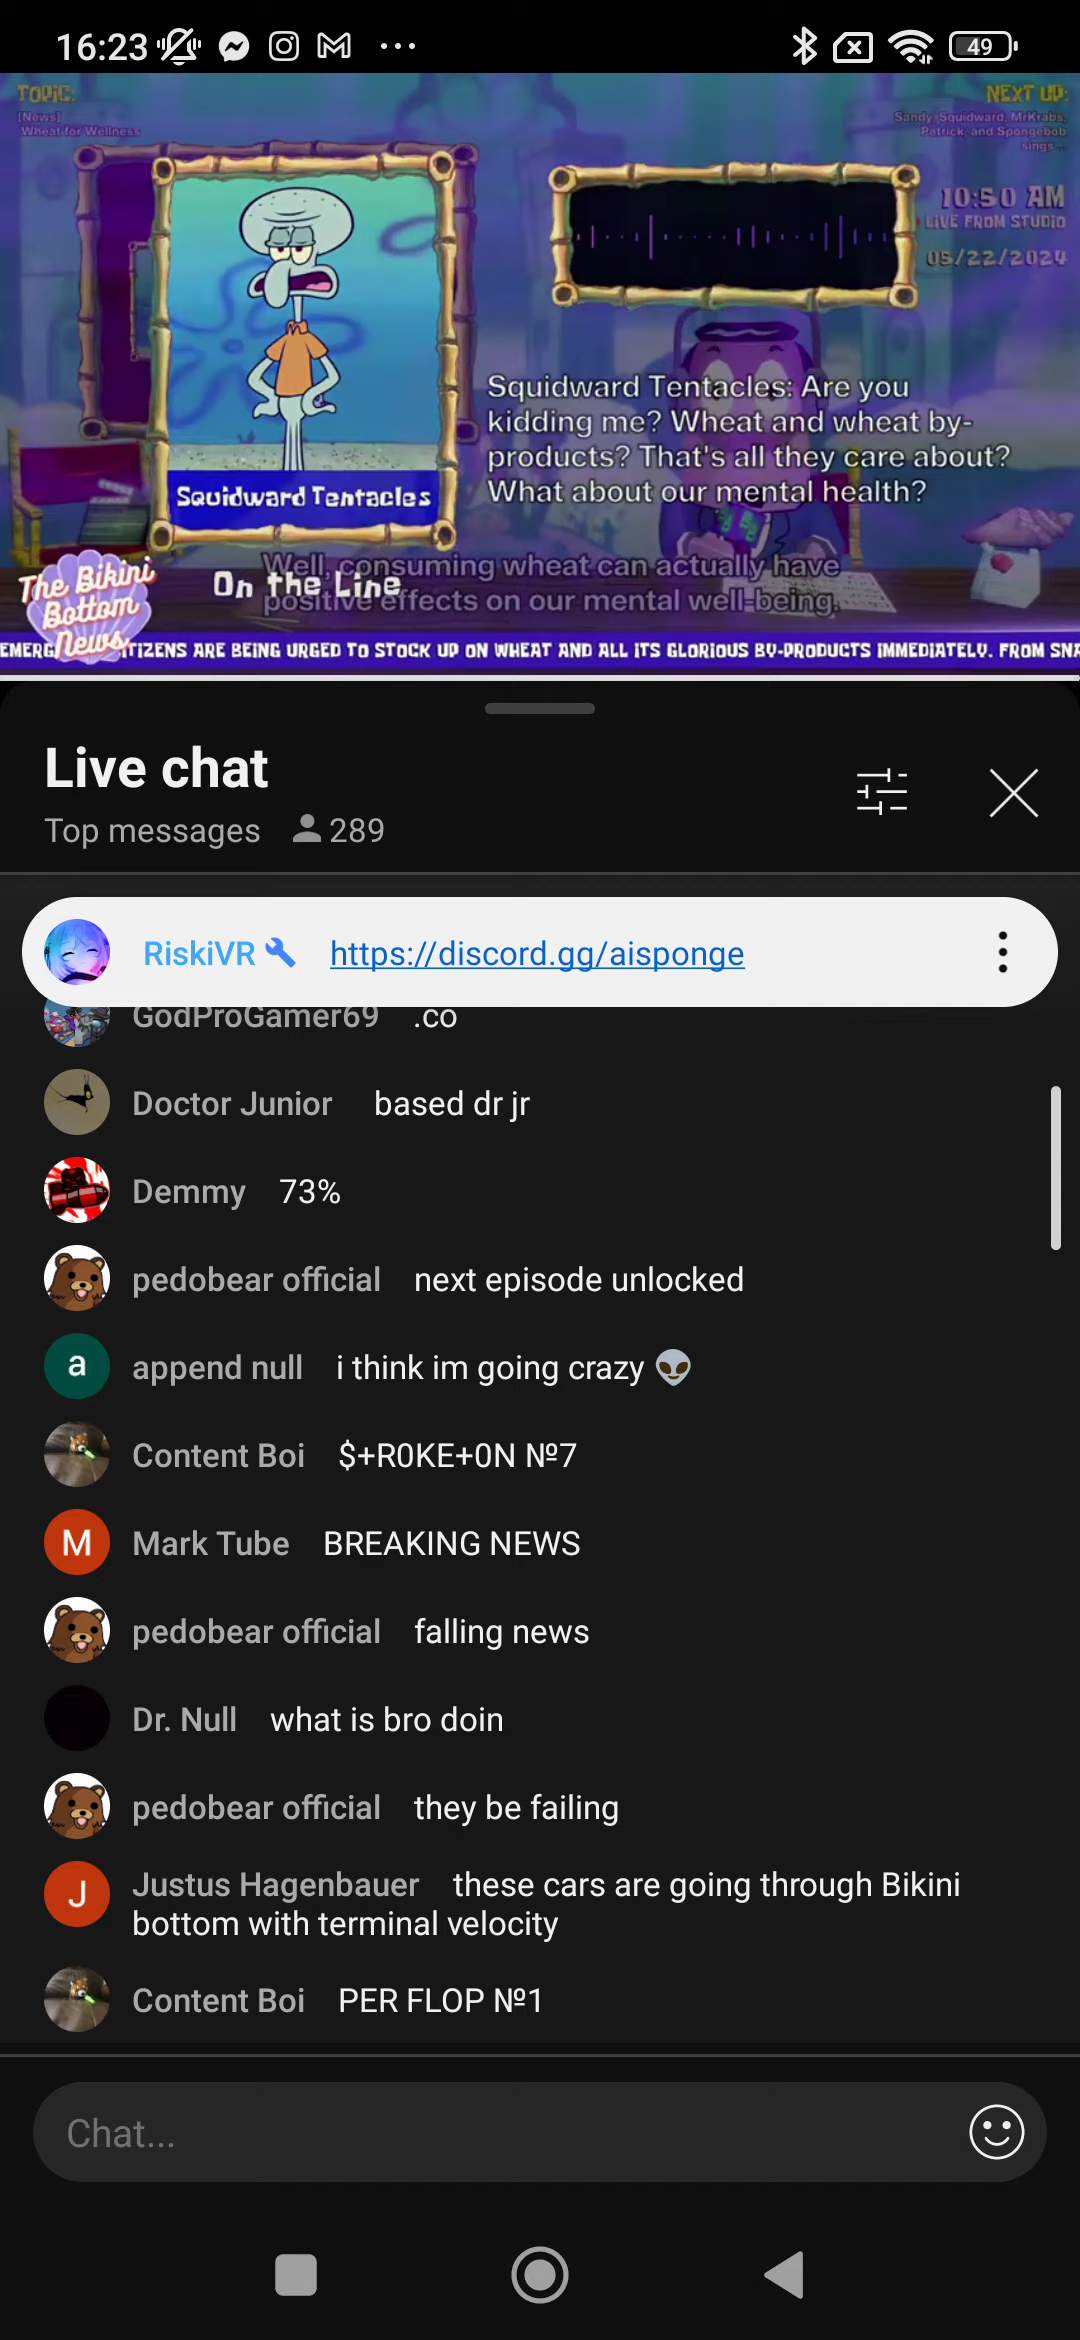 16:23
49
TOPIC:
[News]
Wheat for Wellness
NEXT UP:
Sandy, Squidward, MrKrabs,
Patrick, and Spongebob
sings...
10:50 AM
LIVE FROM STUDIO
05/22/2024
Squidward Tentacles: Are you
kidding me? Wheat and wheat by-
products? That's all they care about?
What about our mental health?
Squidward Tentacles
Well, consuming wheat can actually have
positive effects on our mental well-being.
On the Line
The Bikini
Bottom
News
EMERG TIZENS ARE BEING URGED TO STOCK UP ON WHEAT AND ALL ITS GLORIOUS BY-PRODUCTS IMMEDIATELY. FROM SNA
Live chat
Top messages 289
RiskiVR https://discord.gg/aisponge
GodProGamer69 .co
Doctor Junior based dr jr
Demmy 73%
pedobear official next episode unlocked
a append null i think im going crazy 👽
Content Boi $+R0KE+0N №7
M Mark Tube BREAKING NEWS
pedobear official falling news
Dr. Null what is bro doin
pedobear official they be failing
J Justus Hagenbauer these cars are going through Bikini
bottom with terminal velocity
Content Boi PER FLOP №1
Chat...